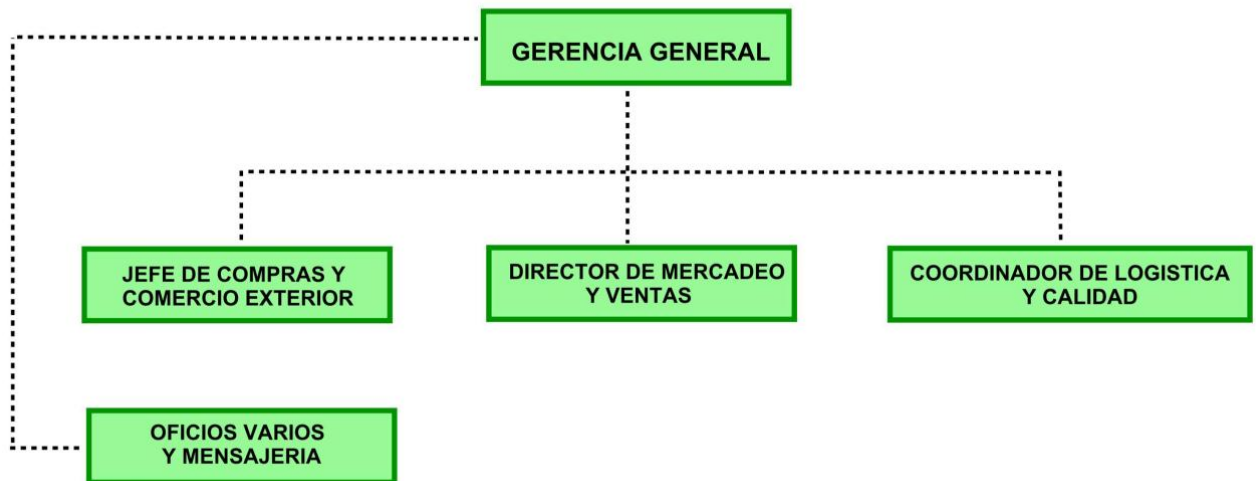 GERENCIA GENERAL
JEFE DE COMPRAS Y
COMERCIO EXTERIOR
DIRECTOR DE MERCADEO
Y VENTAS
COORDINADOR DE LOGISTICA
Y CALIDAD
OFICIOS VARIOS
Y MENSAJERIA